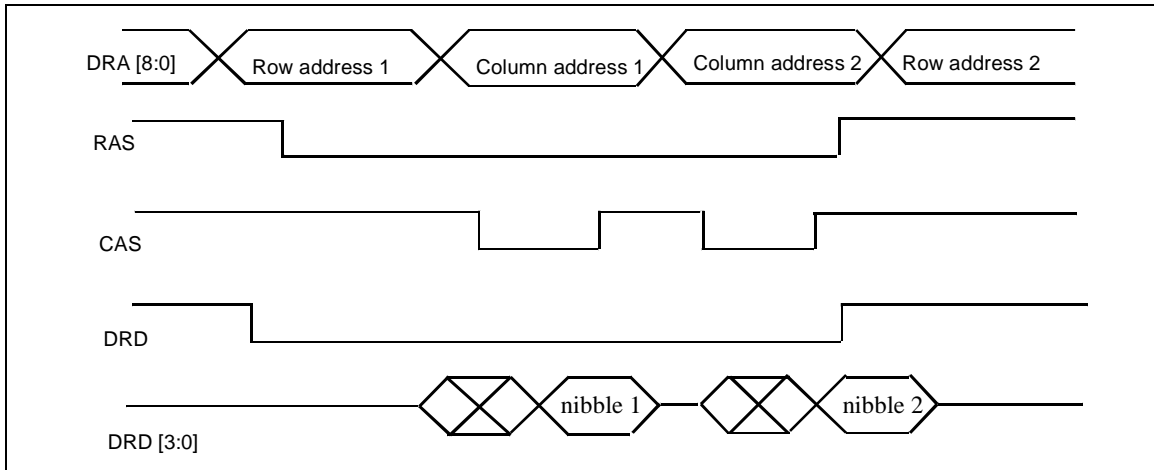 DRA [8:0] Row address 1 Column address 1 Column address 2 Row address 2
RAS
CAS
DRD
nibble 1 nibble 2
DRD [3:0]